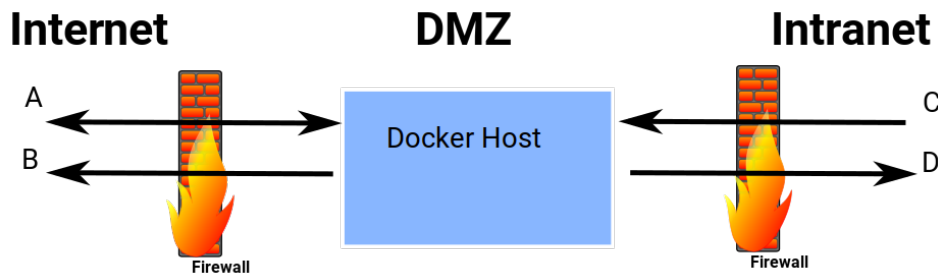 Internet
DMZ
Intranet
A
C
Docker Host
B
D
Firewall
Firewall